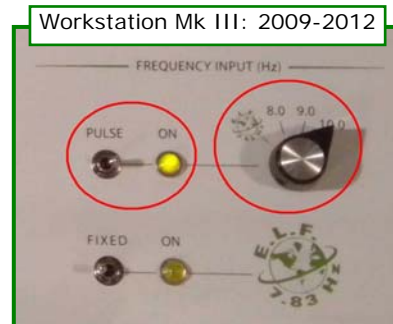 Workstation Mk III: 2009-2012
FREQUENCY INPUT (Hz)
8.0 9.0 10.0
PULSE ON
FIXED ON
E.L.F.
7.83 Hz